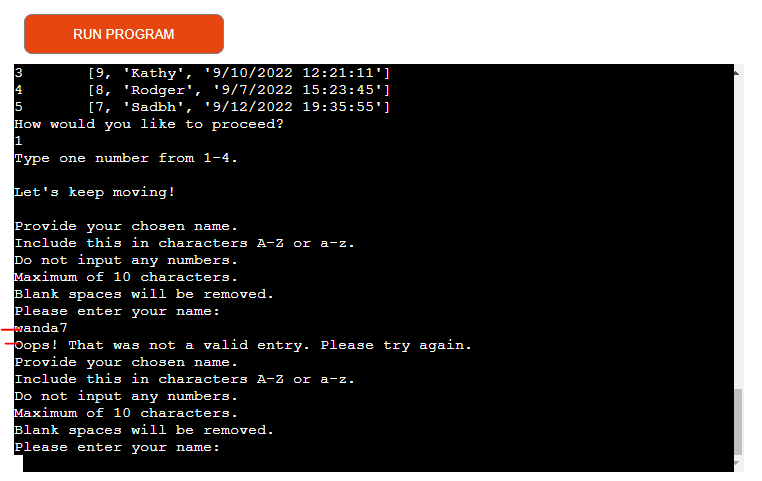 RUN PROGRAM
3 [9, 'Kathy', '9/10/2022 12:21:11']
4 [8, 'Rodger', '9/7/2022 15:23:45']
5 [7, 'Sadbh', '9/12/2022 19:35:55']
How would you like to proceed?
1
Type one number from 1-4.
Let's keep moving!
Provide your chosen name.
Include this in characters A-Z or a-z.
Do not input any numbers.
Maximum of 10 characters.
Blank spaces will be removed.
Please enter your name:
wanda7
Oops! That was not a valid entry. Please try again.
Provide your chosen name.
Include this in characters A-Z or a-z.
Do not input any numbers.
Maximum of 10 characters.
Blank spaces will be removed.
Please enter your name: